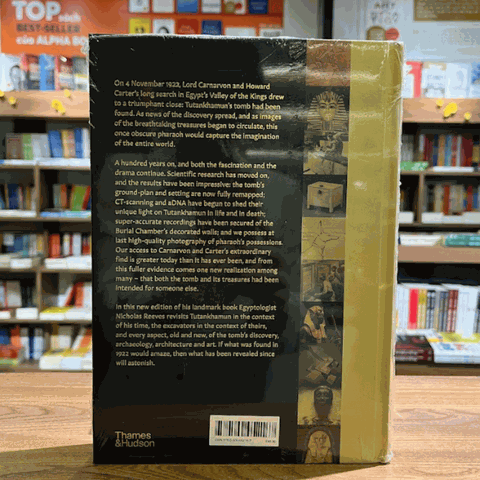 TOP sách
BEST-SELLER
của ALPHA BO
On 4 November 1922, Lord Carnarvon and Howard
Carter's long search in Egypt's Valley of the Kings drew
to a triumphant close: Tutankhamun's tomb had been
found. As news of the discovery spread, and as images
of the breathtaking treasures began to circulate, this
once obscure pharaoh would capture the imagination
of the entire world.
A hundred years on, and both the fascination and the
drama continue. Scientific research has moved on,
and the results have been impressive: the tomb's
ground-plan and setting are now fully remapped;
CT-scanning and aDNA have begun to shed their
unique light on Tutankhamun in life and in death;
super-accurate recordings have been secured of the
Burial Chamber's decorated walls; and we possess at
last high-quality photography of pharaoh's possessions.
Our access to Carnarvon and Carter's extraordinary
find is greater today than it has ever been, and from
this fuller evidence comes one new realization among
many – that both the tomb and its treasures had been
intended for someone else.
In this new edition of his landmark book Egyptologist
Nicholas Reeves revisits Tutankhamun in the context
of his time, the excavators in the context of theirs,
and every aspect, old and new, of the tomb's discovery,
archaeology, architecture and art. If what was found in
1922 would amaze, then what has been revealed since
will astonish.
Thames
&Hudson